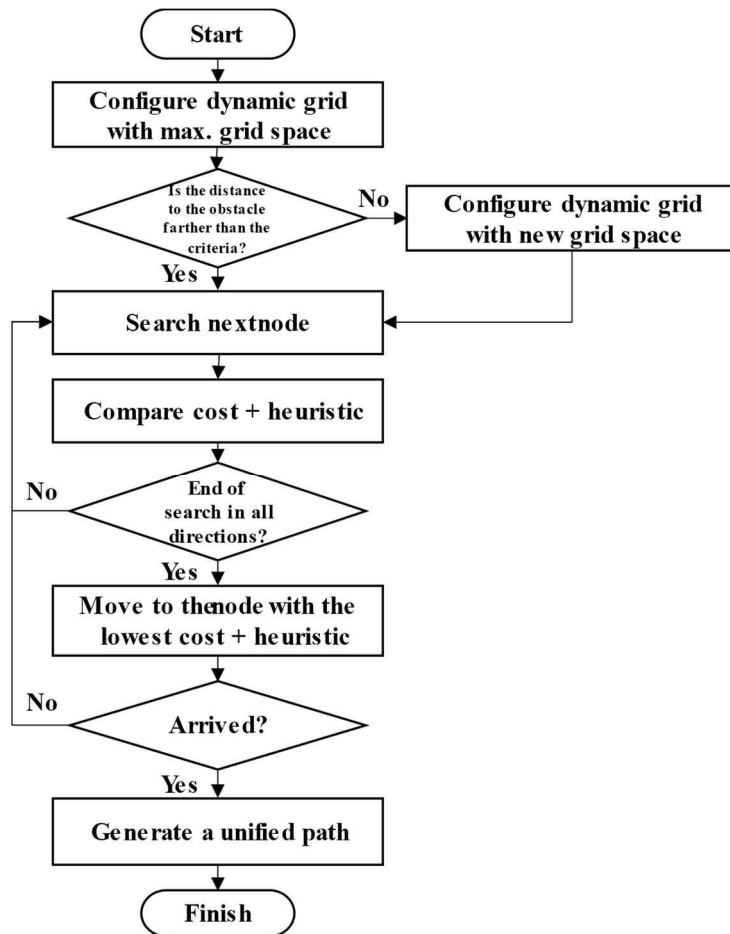 Start
Configure dynamic grid
with max. grid space
Is the distance
to the obstacle
farther than the
criteria?
No
Configure dynamic grid
with new grid space
Yes
Search nextnode
Compare cost + heuristic
No
End of
search in all
directions?
Yes
Move to thenode with the
lowest cost + heuristic
No
Arrived?
Yes
Generate a unified path
Finish